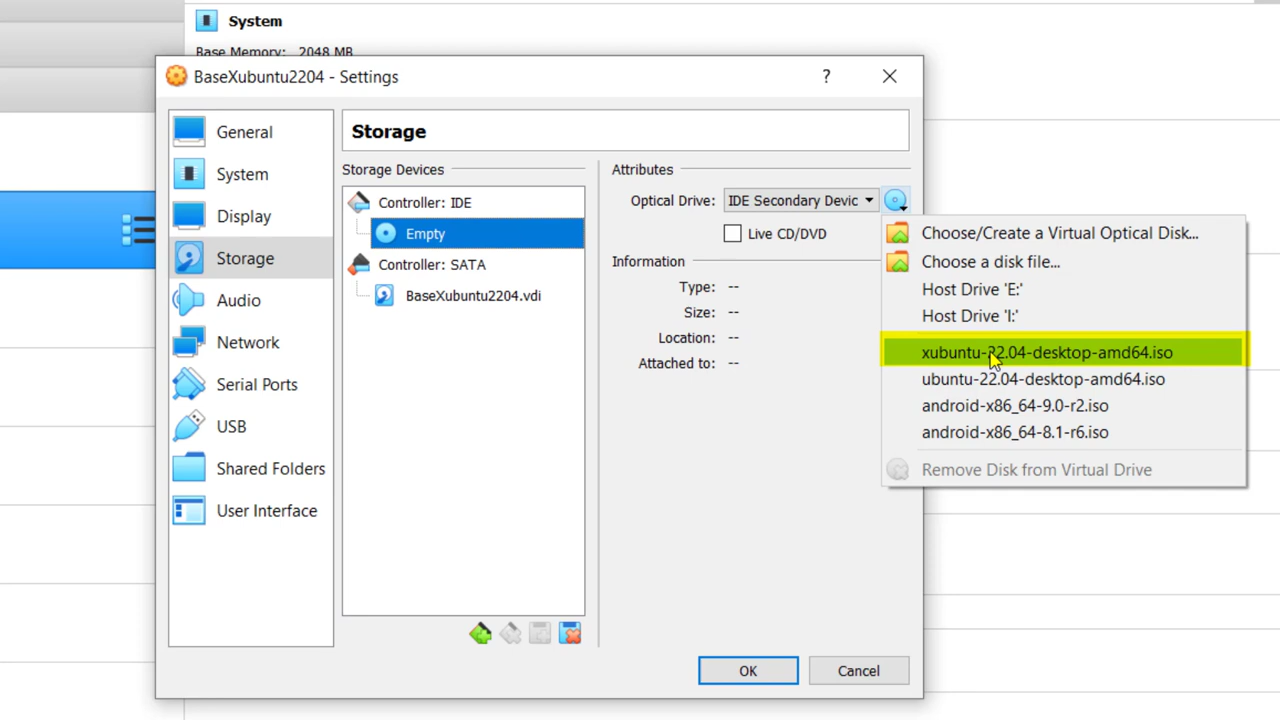 System
Base Memory: 2048 MB
BaseXubuntu2204 - Settings
?
General
System
Display
Storage
Audio
Network
Serial Ports
USB
Shared Folders
User Interface
Storage
Storage Devices
Controller: IDE
Empty
Controller: SATA
BaseXubuntu2204.vdi
Attributes
Optical Drive: IDE Secondary Devic
Live CD/DVD
Information
Type: --
Size: --
Location: --
Attached to: --
Choose/Create a Virtual Optical Disk...
Choose a disk file...
Host Drive 'E:'
Host Drive 'I:'
xubuntu-22.04-desktop-amd64.iso
ubuntu-22.04-desktop-amd64.iso
android-x86_64-9.0-r2.iso
android-x86_64-8.1-r6.iso
Remove Disk from Virtual Drive
OK
Cancel